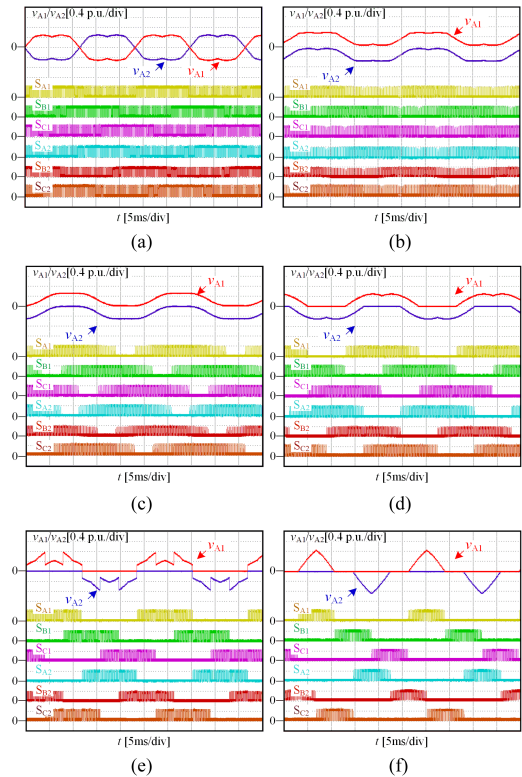 vA1/vA2[0.4 p.u./div]
0
vA2
vA1
SA1
0
SB1
0
SC1
0
SA2
0
SB2
0
SC2
0
t [5ms/div]
(a)
vA1/vA2[0.4 p.u./div]
vA1
0
vA2
SA1
0
SB1
0
SC1
0
SA2
0
SB2
0
SC2
0
t [5ms/div]
(b)
vA1/vA2[0.4 p.u./div]
vA1
0
vA2
SA1
0
SB1
0
SC1
0
SA2
0
SB2
0
SC2
0
t [5ms/div]
(c)
vA1/vA2[0.4 p.u./div]
vA1
0
vA2
SA1
0
SB1
0
SC1
0
SA2
0
SB2
0
SC2
0
t [5ms/div]
(d)
vA1/vA2[0.4 p.u./div]
vA1
0
vA2
SA1
0
SB1
0
SC1
0
SA2
0
SB2
0
SC2
0
t [5ms/div]
(e)
vA1/vA2[0.4 p.u./div]
vA1
0
vA2
SA1
0
SB1
0
SC1
0
SA2
0
SB2
0
SC2
0
t [5ms/div]
(f)